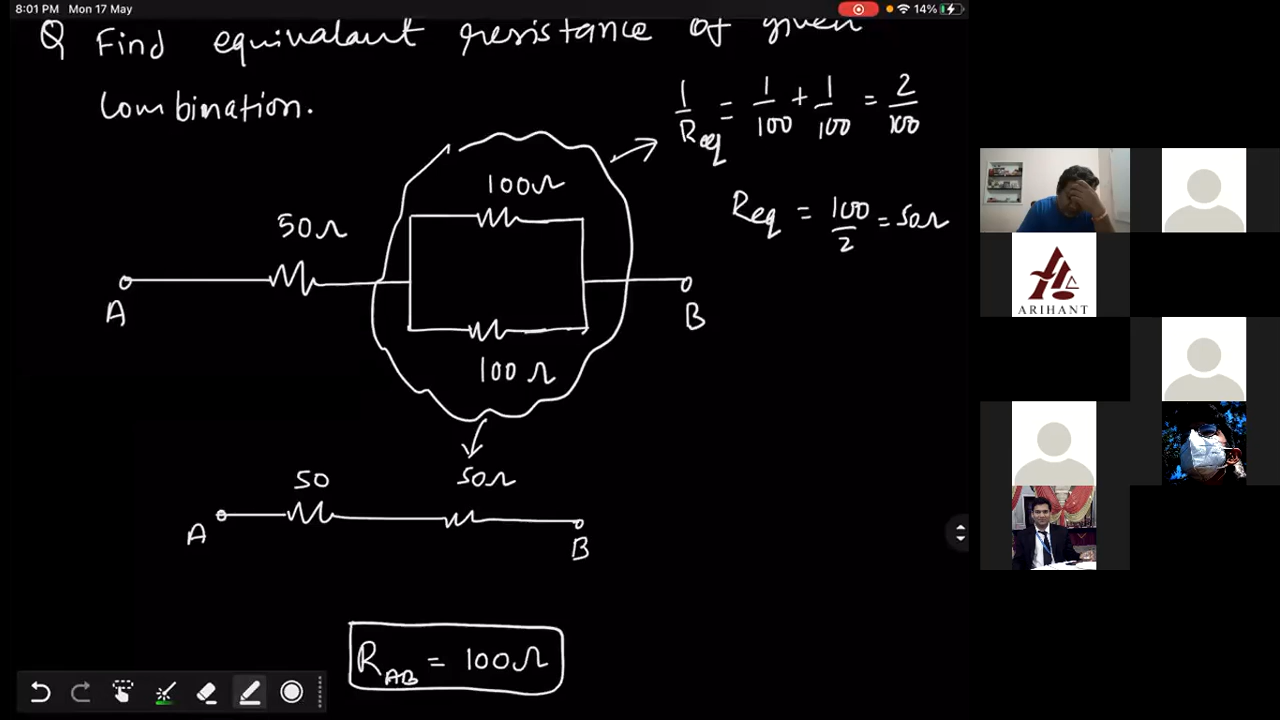 8:01 PM Mon 17 May
14%
Q Find equivalant resistance of given
combination.
1/Req = 1/100 + 1/100 = 2/100
Req = 100/2 = 50Ω
100Ω
50Ω
A
B
100Ω
50
50Ω
A
B
R_AB = 100Ω
ARIHANT